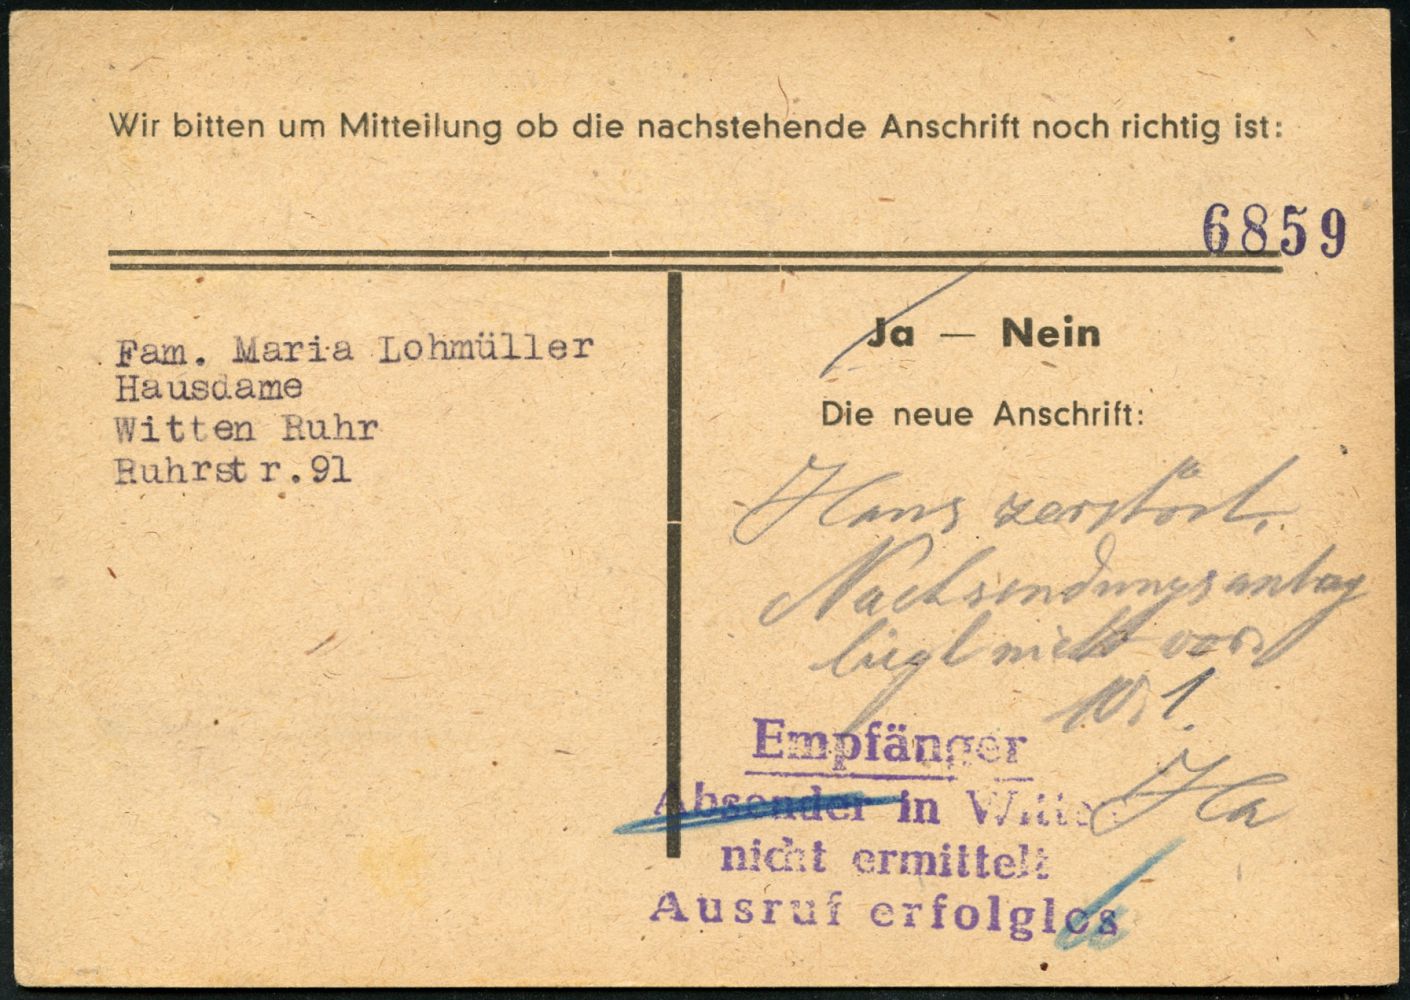 Wir bitten um Mitteilung ob die nachstehende Anschrift noch richtig ist:
6859
Fam. Maria Lohmüller
Hausdame
Witten Ruhr
Ruhrstr.91
Ja — Nein
Die neue Anschrift:
Haus zerstört.
Nachsendungsantrag
liegt nicht vor.
Empfänger
Absender in Witten
nicht ermittelt
Ausruf erfolglos